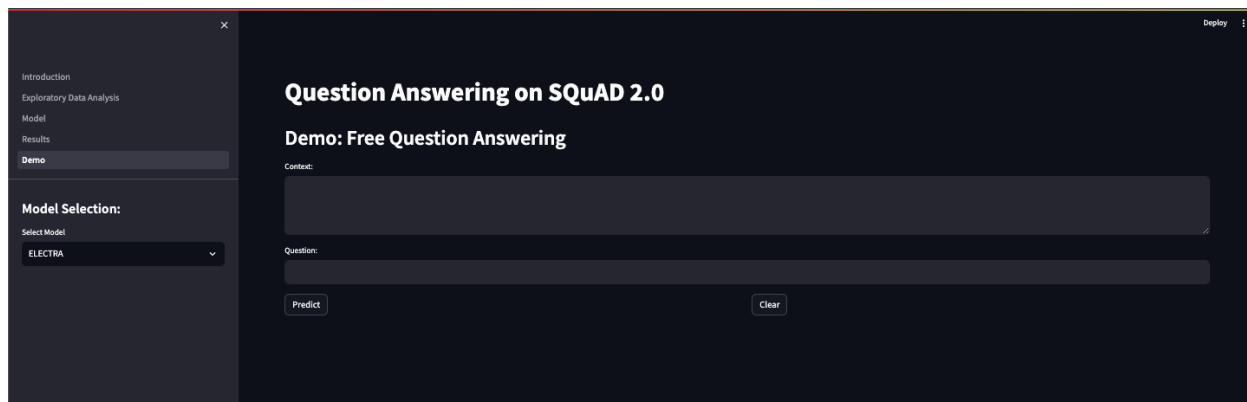 Deploy
Introduction
Exploratory Data Analysis
Model
Results
Demo
Model Selection:
Select Model
ELECTRA
Question Answering on SQuAD 2.0
Demo: Free Question Answering
Context:
Question:
Predict
Clear